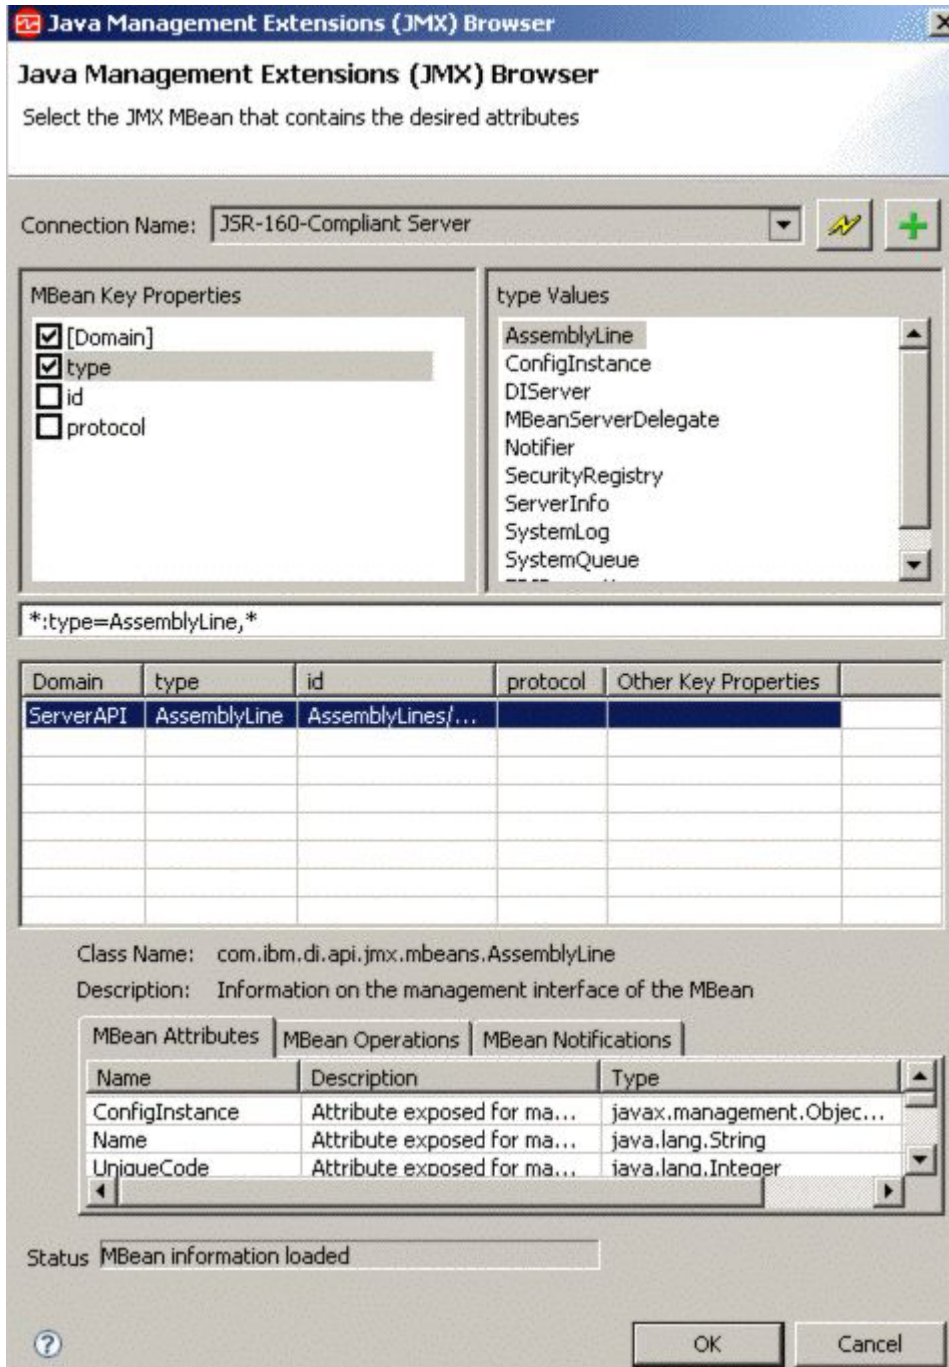 Java Management Extensions (JMX) Browser
Java Management Extensions (JMX) Browser
Select the JMX MBean that contains the desired attributes
Connection Name: JSR-160-Compliant Server
MBean Key Properties
[Domain]
type
id
protocol
type Values
AssemblyLine
ConfigInstance
DIServer
MBeanServerDelegate
Notifier
SecurityRegistry
ServerInfo
SystemLog
SystemQueue
*:type=AssemblyLine,*
Domain type id protocol Other Key Properties
ServerAPI AssemblyLine AssemblyLines/...
Class Name: com.ibm.di.api.jmx.mbeans.AssemblyLine
Description: Information on the management interface of the MBean
MBean Attributes MBean Operations MBean Notifications
Name Description Type
ConfigInstance Attribute exposed for ma... javax.management.Objec...
Name Attribute exposed for ma... java.lang.String
UniqueCode Attribute exposed for ma... java.lang.Integer
Status MBean information loaded
?
OK Cancel